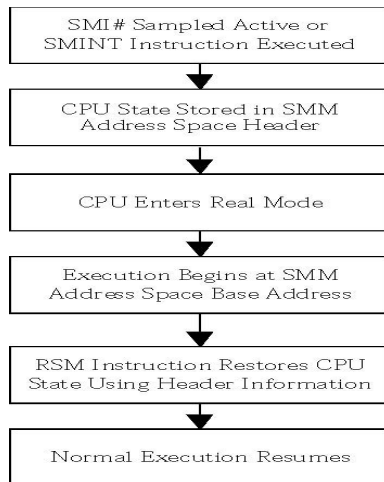 SMI# Sampled Active or
SMINT Instruction Executed
CPU State Stored in SMM
Address Space Header
CPU Enters Real Mode
Execution Begins at SMM
Address Space Base Address
RSM Instruction Restores CPU
State Using Header Information
Normal Execution Resumes